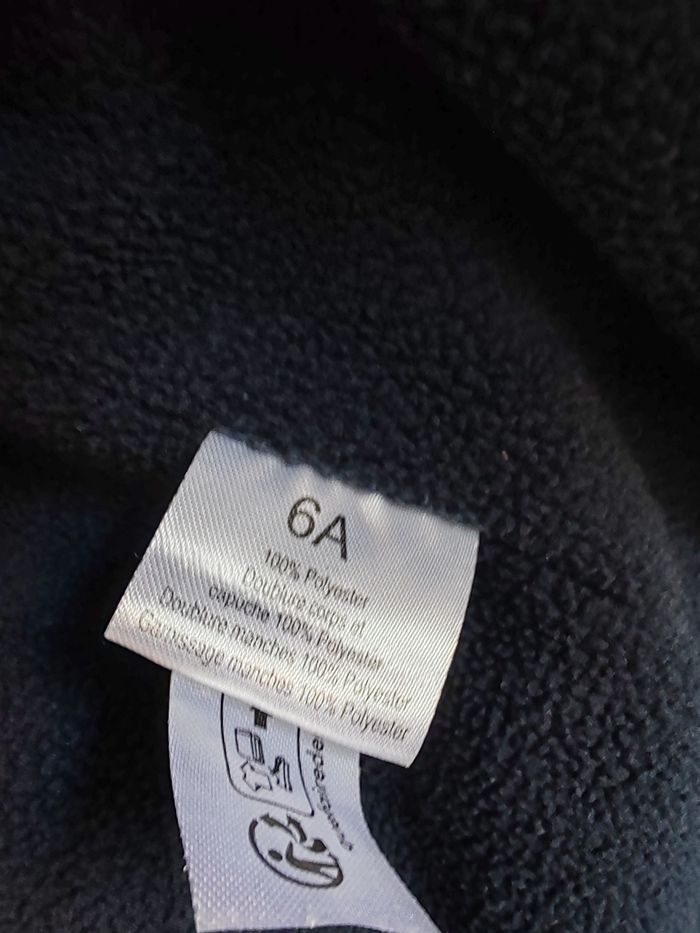 6A
100% Polyester
Doublure corps et
capuche 100% Polyester
Doublure manches 100% Polyester
Garnissage manches 100% Polyester